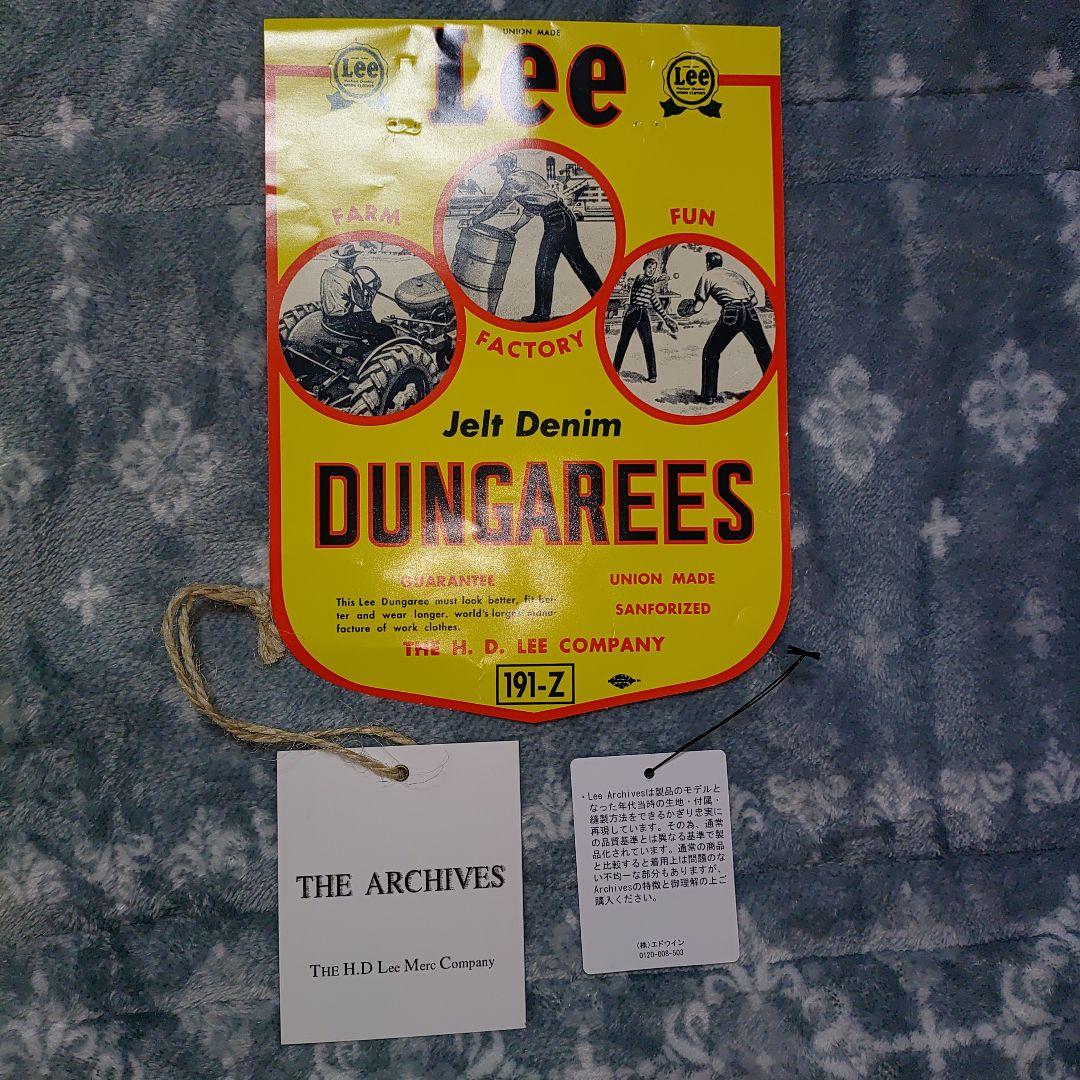 UNION MADE
Lee
Lee
Lee
FARM
FUN
FACTORY
Jelt Denim
DUNGAREES
GUARANTEE
This Lee Dungaree must look better, fit bet-
ter and wear longer. world's large manu-
facture of work clothes.
UNION MADE
SANFORIZED
THE H. D. LEE COMPANY
191-Z
THE ARCHIVES
THE H.D Lee Merc Company
・Lee Archivesは製品のモデルと
なった年代当時の生地・付属・
縫製方法をできるかぎり忠実に
再現しています。その為、通常
の品質基準とは異なる基準で製
品化されています。通常の商品
と比較すると着用上は問題のな
い不均一な部分もありますが、
Archivesの特徴と御理解の上ご
購入ください。
(株)エドウイン
0120-008-503